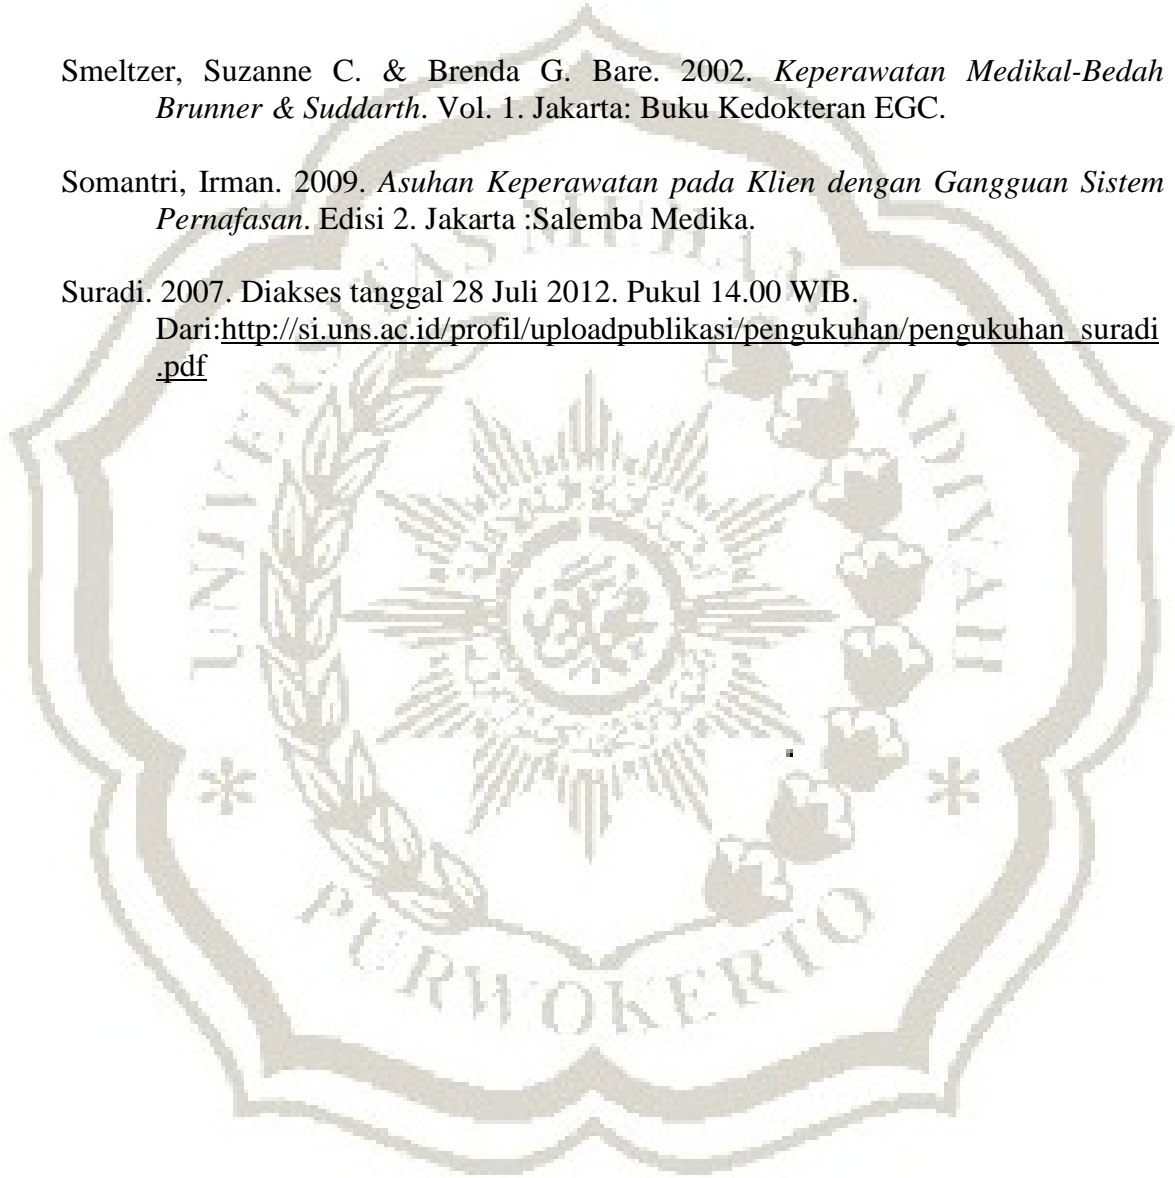 Smeltzer, Suzanne C. & Brenda G. Bare. 2002. Keperawatan Medikal-Bedah
Brunner & Suddarth. Vol. 1. Jakarta: Buku Kedokteran EGC.
Somantri, Irman. 2009. Asuhan Keperawatan pada Klien dengan Gangguan Sistem
Pernafasan. Edisi 2. Jakarta :Salemba Medika.
Suradi. 2007. Diakses tanggal 28 Juli 2012. Pukul 14.00 WIB.
Dari:http://si.uns.ac.id/profil/uploadpublikasi/pengukuhan/pengukuhan_suradi
.pdf
UNIVERSITAS MUHAMMADIYAH
PURWOKERTO